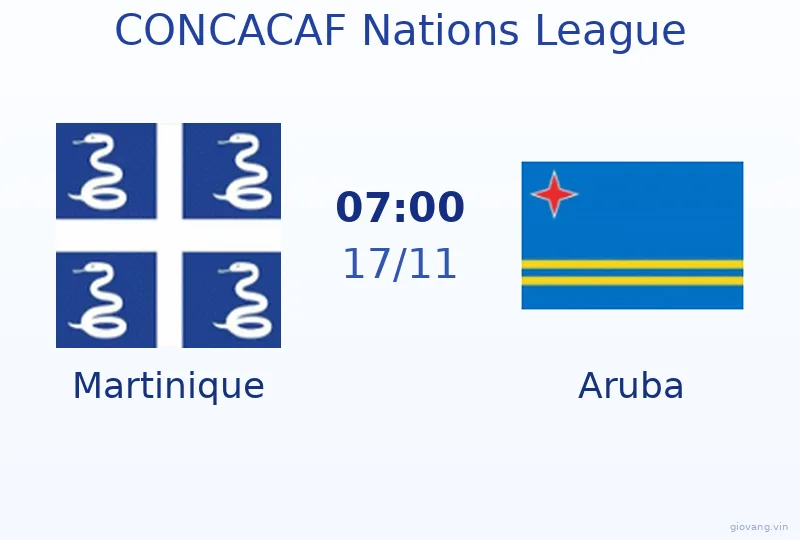 CONCACAF Nations League
07:00
17/11
Martinique
Aruba
giovang.vin